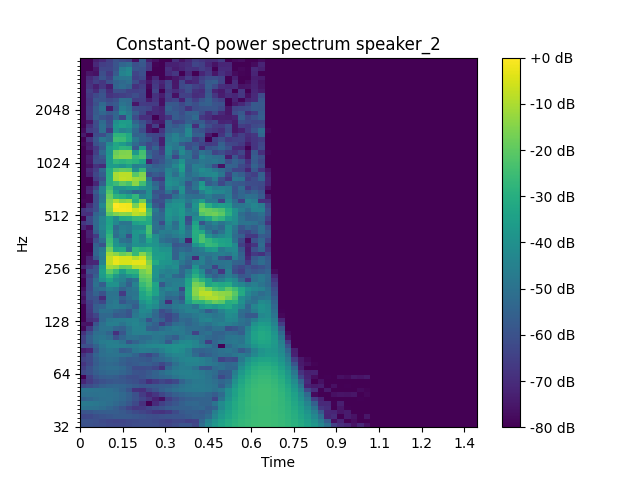 Constant-Q power spectrum speaker_2
+0 dB
2048
-10 dB
1024
-20 dB
512
-30 dB
Hz
-40 dB
256
-50 dB
128
-60 dB
64
-70 dB
32
-80 dB
0 0.15 0.3 0.45 0.6 0.75 0.9 1.1 1.2 1.4
Time